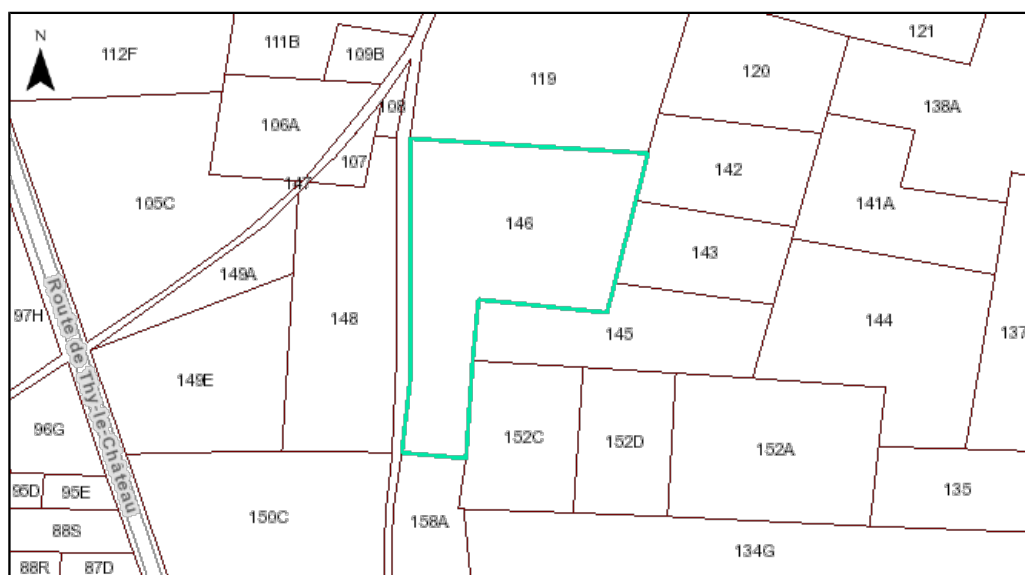 121
111B
N
112F
109B
120
119
138A
108
106A
107
142
147
141A
105C
146
143
149A
97H
148
144
145
137
149E
96G
152C
152D
152A
95D
95E
135
150C
158A
88S
134G
88R
87D
Route de Thy-le-Château